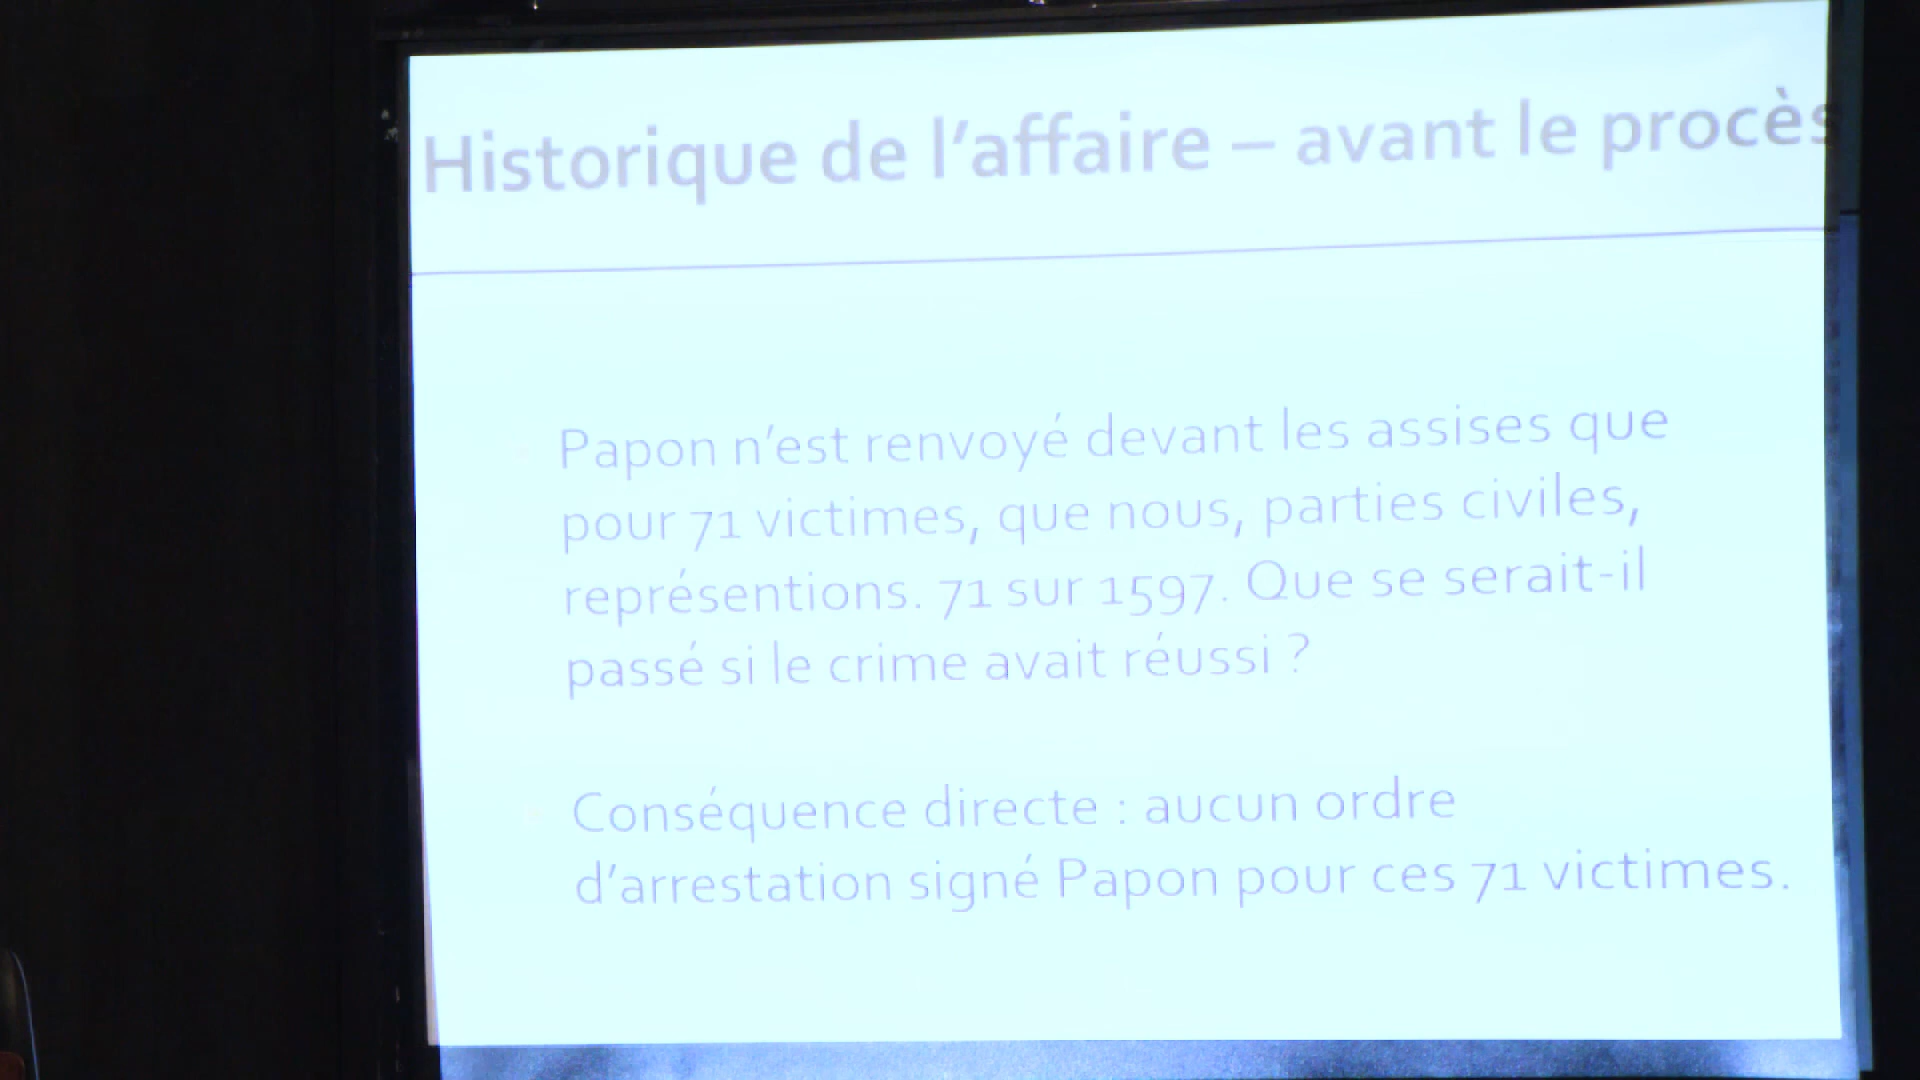 Historique de l’affaire – avant le procès
Papon n’est renvoyé devant les assises que
pour 71 victimes, que nous, parties civiles,
représentions. 71 sur 1597. Que se serait-il
passé si le crime avait réussi ?
Conséquence directe : aucun ordre
d’arrestation signé Papon pour ces 71 victimes.